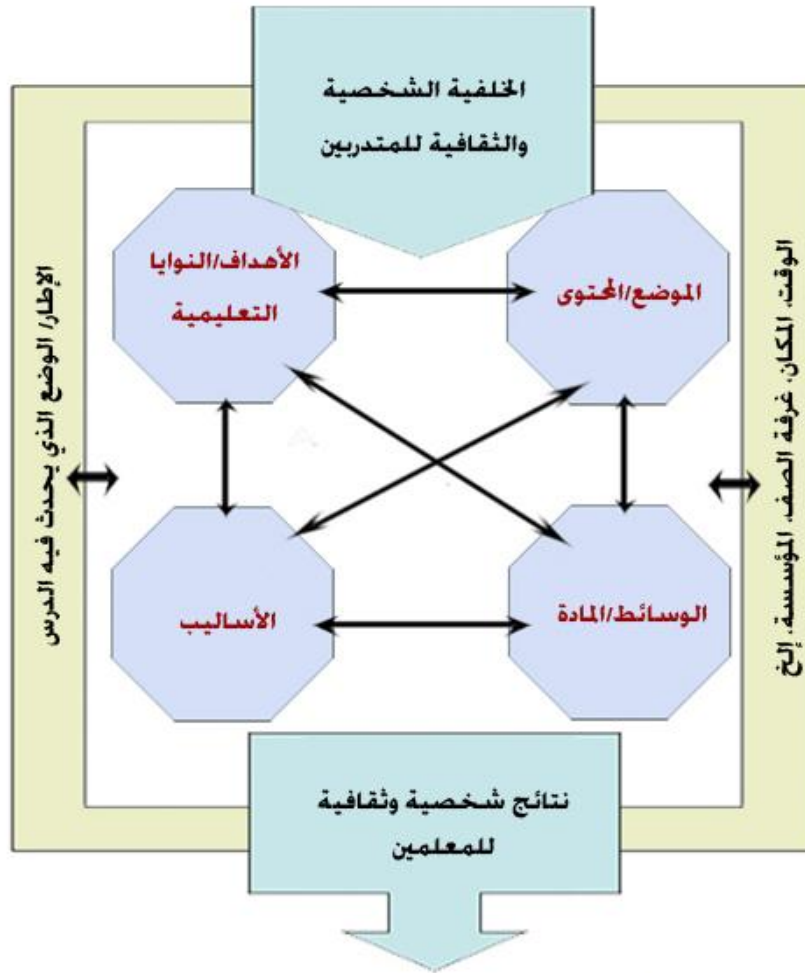 الخلفية الشخصية
والثقافية للمتدربين
الموضع/المحتوى
الأهداف/النوايا
التعليمية
الوقت، المكان، غرفة الصف، المؤسسة، إلخ
الإطار/ الوضع الذي يحدث فيه الدرس
الوسائط/المادة
الأساليب
نتائج شخصية وثقافية
للمعلمين